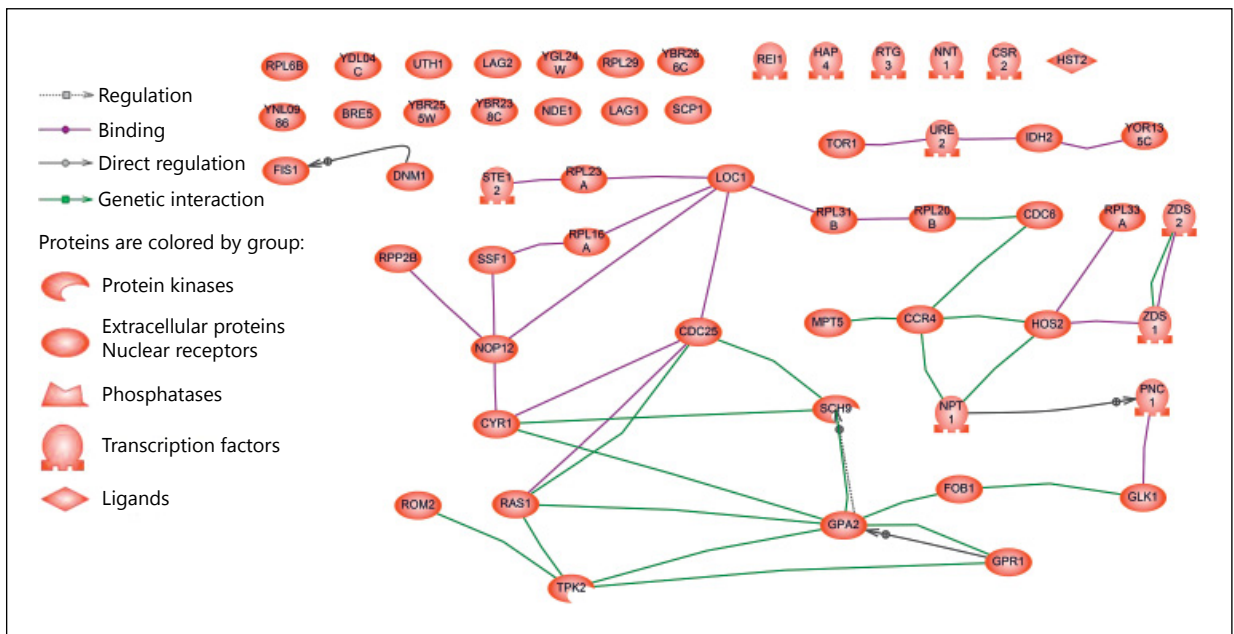 RPL6B
YDL04
C
UTH1
LAG2
YGL24
W
RPL29
YBR26
6C
REI1
HAP
4
RTG
3
NNT
1
CSR
2
HST2
YNL09
86
BRE5
YBR25
5W
YBR23
8C
NDE1
LAG1
SCP1
Regulation
Binding
Direct regulation
Genetic interaction
Proteins are colored by group:
Protein kinases
Extracellular proteins
Nuclear receptors
Phosphatases
Transcription factors
Ligands
TOR1
URE
2
IDH2
YOR13
5C
FIS1
DNM1
STE1
2
RPL23
A
LOC1
RPL31
B
RPL20
B
CDC6
RPL33
A
ZDS
2
RPP2B
SSF1
RPL16
A
NOP12
CDC25
MPT5
CCR4
HOS2
ZDS
1
CYR1
SCH9
NPT
1
PNC
1
ROM2
RAS1
GPA2
FOB1
GLK1
TPK2
GPR1